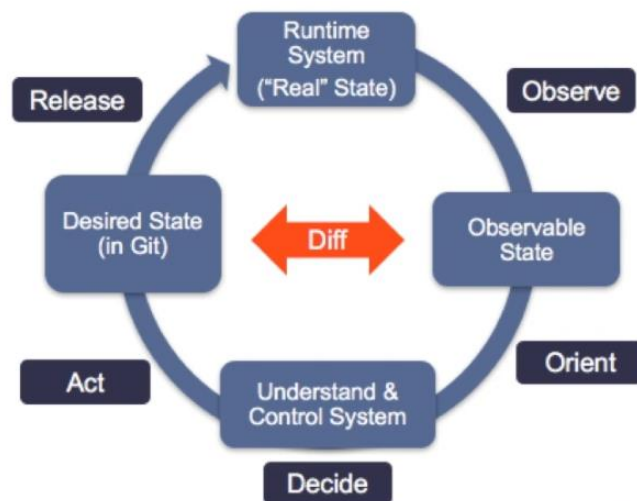 Runtime
System
("Real" State)
Release
Observe
Desired State
(in Git)
Diff
Observable
State
Act
Orient
Understand &
Control System
Decide